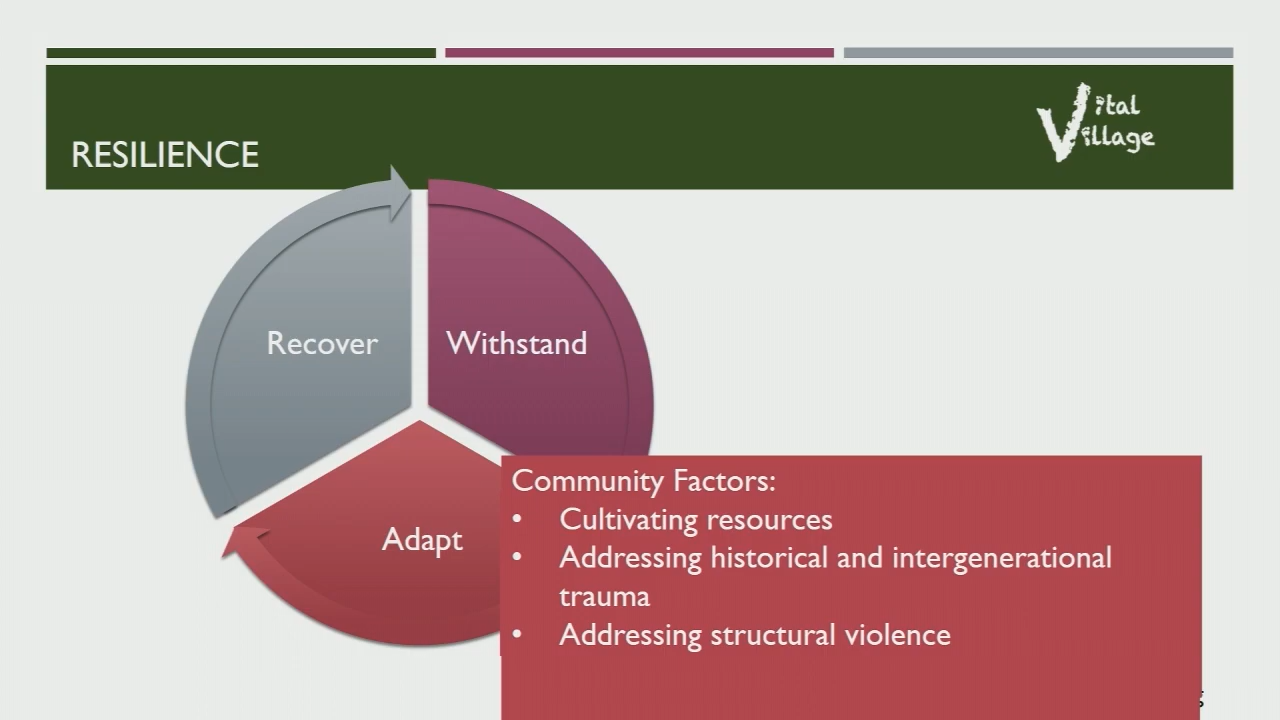 Vital
Village
RESILIENCE
Recover
Withstand
Adapt
Community Factors:
• Cultivating resources
• Addressing historical and intergenerational
trauma
• Addressing structural violence